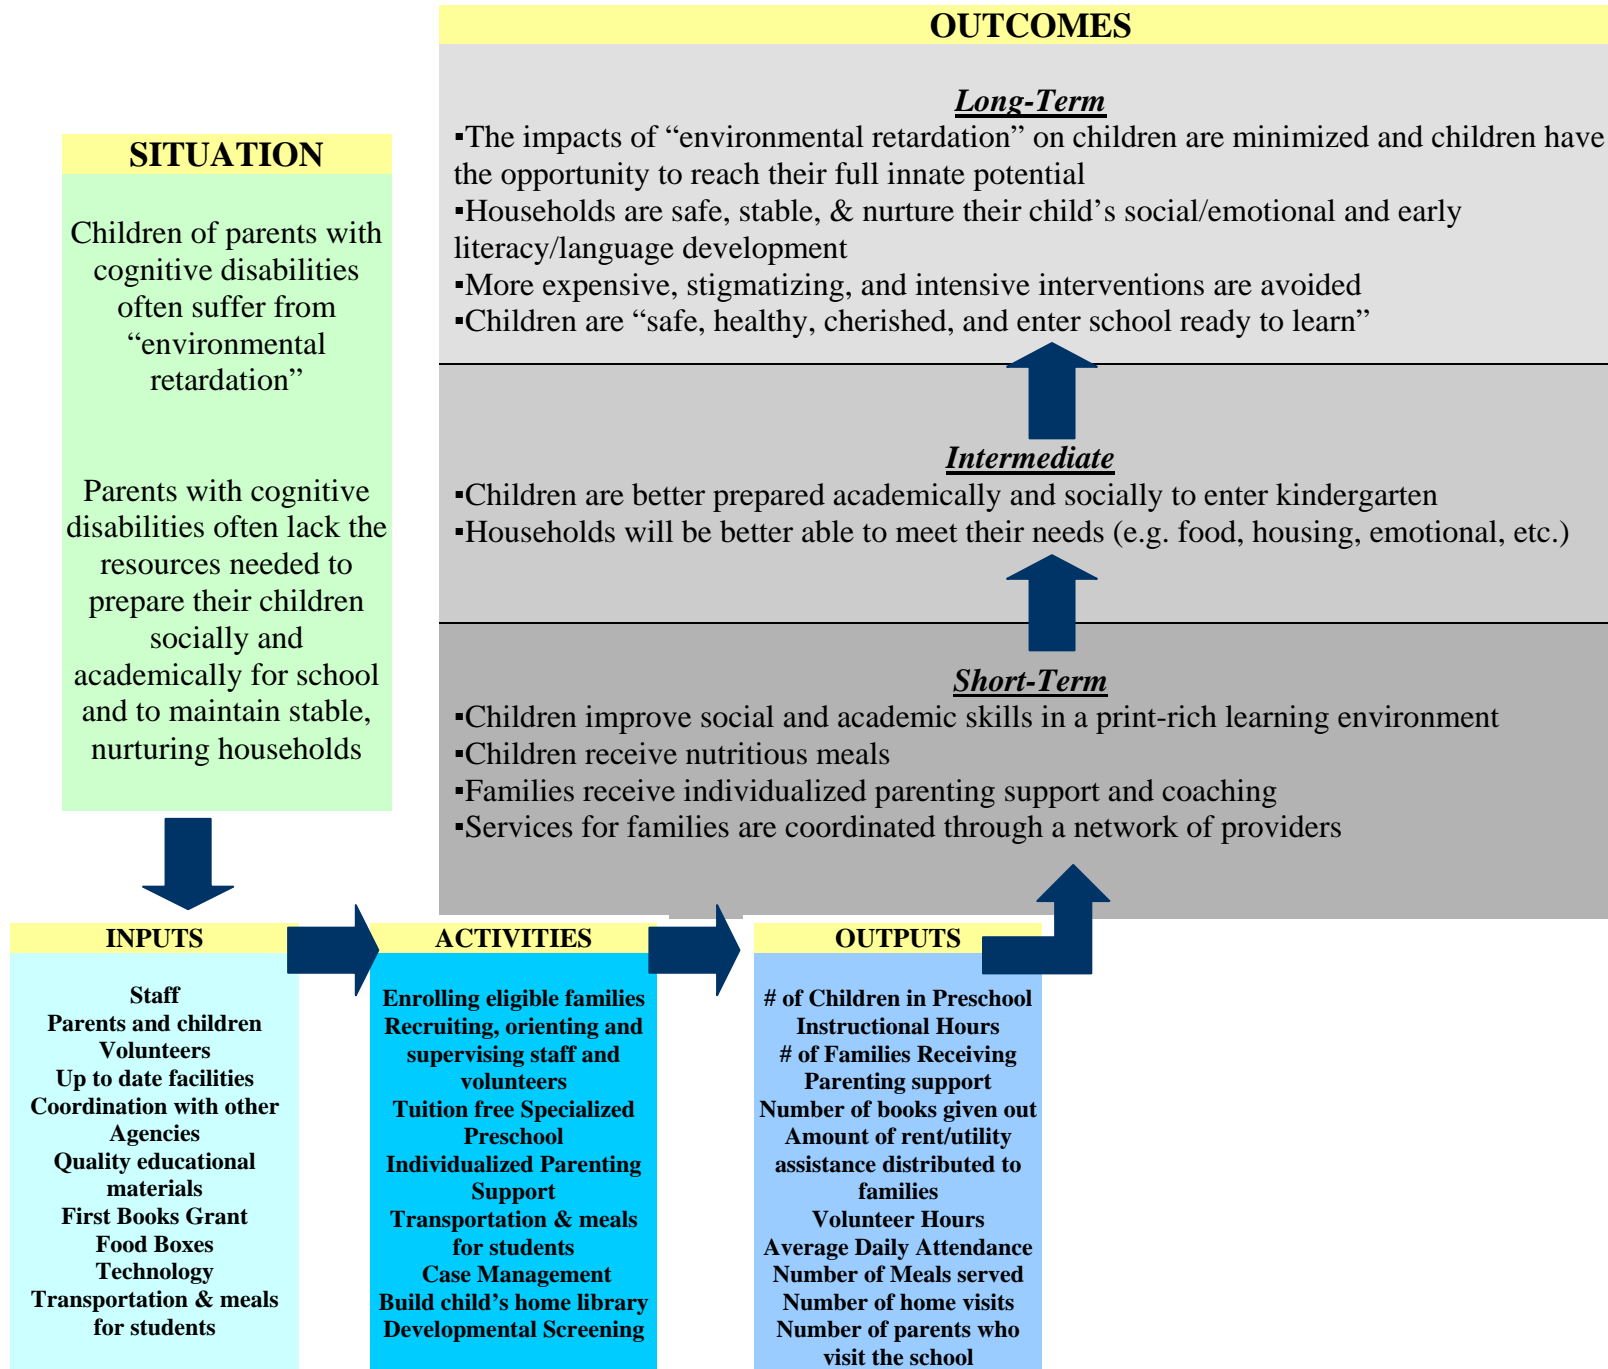 SITUATION
Children of parents with
cognitive disabilities
often suffer from
“environmental
retardation”
Parents with cognitive
disabilities often lack the
resources needed to
prepare their children
socially and
academically for school
and to maintain stable,
nurturing households
OUTCOMES
Long-Term
▪The impacts of “environmental retardation” on children are minimized and children have
the opportunity to reach their full innate potential
▪Households are safe, stable, & nurture their child’s social/emotional and early
literacy/language development
▪More expensive, stigmatizing, and intensive interventions are avoided
▪Children are “safe, healthy, cherished, and enter school ready to learn”
Intermediate
▪Children are better prepared academically and socially to enter kindergarten
▪Households will be better able to meet their needs (e.g. food, housing, emotional, etc.)
Short-Term
▪Children improve social and academic skills in a print-rich learning environment
▪Children receive nutritious meals
▪Families receive individualized parenting support and coaching
▪Services for families are coordinated through a network of providers
INPUTS
Staff
Parents and children
Volunteers
Up to date facilities
Coordination with other
Agencies
Quality educational
materials
First Books Grant
Food Boxes
Technology
Transportation & meals
for students
ACTIVITIES
Enrolling eligible families
Recruiting, orienting and
supervising staff and
volunteers
Tuition free Specialized
Preschool
Individualized Parenting
Support
Transportation & meals
for students
Case Management
Build child’s home library
Developmental Screening
OUTPUTS
# of Children in Preschool
Instructional Hours
# of Families Receiving
Parenting support
Number of books given out
Amount of rent/utility
assistance distributed to
families
Volunteer Hours
Average Daily Attendance
Number of Meals served
Number of home visits
Number of parents who
visit the school